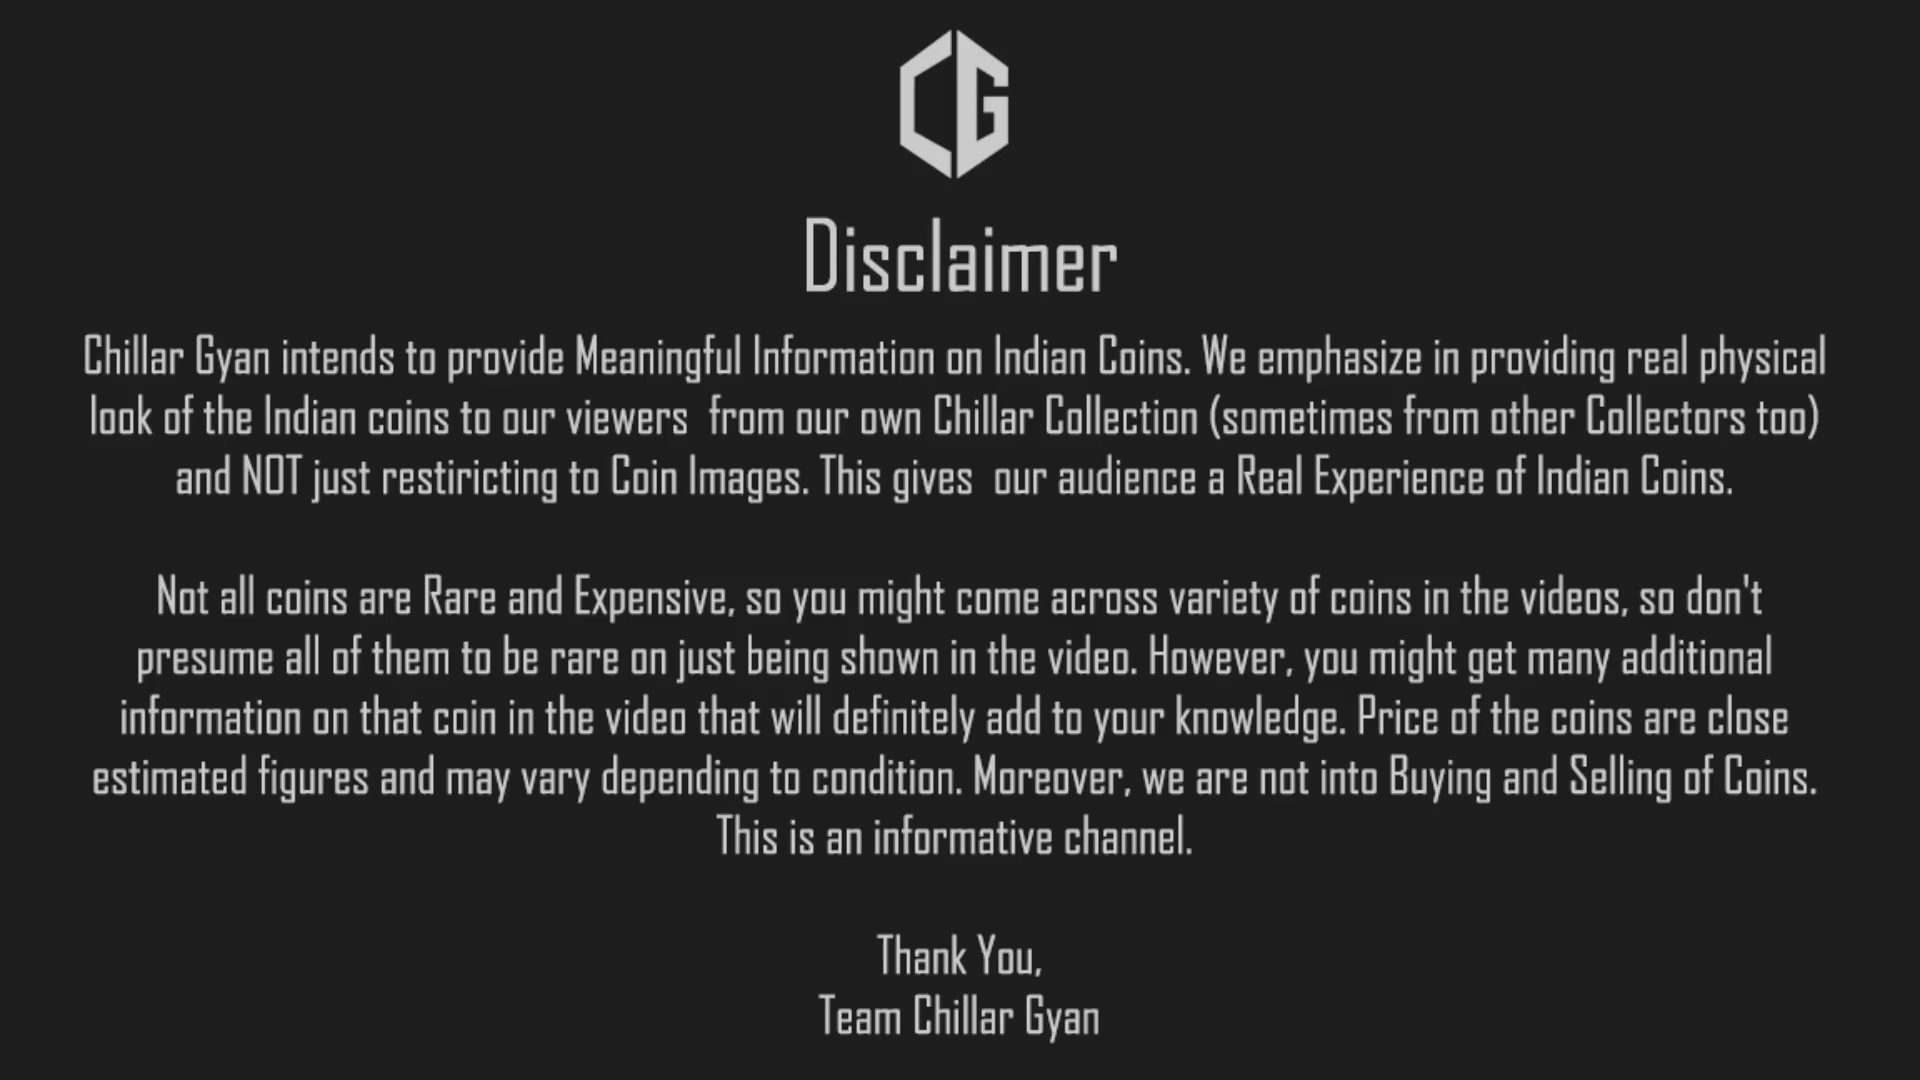 CG
Disclaimer
Chillar Gyan intends to provide Meaningful Information on Indian Coins. We emphasize in providing real physical
look of the Indian coins to our viewers from our own Chillar Collection (sometimes from other Collectors too)
and NOT just restiricting to Coin Images. This gives our audience a Real Experience of Indian Coins.
Not all coins are Rare and Expensive, so you might come across variety of coins in the videos, so don't
presume all of them to be rare on just being shown in the video. However, you might get many additional
information on that coin in the video that will definitely add to your knowledge. Price of the coins are close
estimated figures and may vary depending to condition. Moreover, we are not into Buying and Selling of Coins.
This is an informative channel.
Thank You,
Team Chillar Gyan